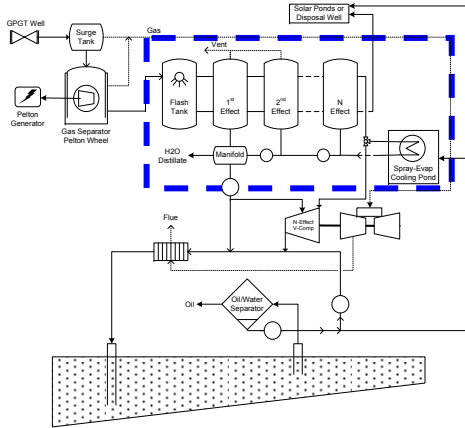 GPGT Well
Surge
Tank
Gas
Solar Ponds or
Disposal Well
Vent
Flash
Tank
1st
Effect
2nd
Effect
N
Effect
Pelton
Generator
Gas Separator
Pelton Wheel
H2O
Distillate
Manifold
Spray-Evap
Cooling Pond
Flue
N-Effect
V-Comp
Oil
Oil/Water
Separator